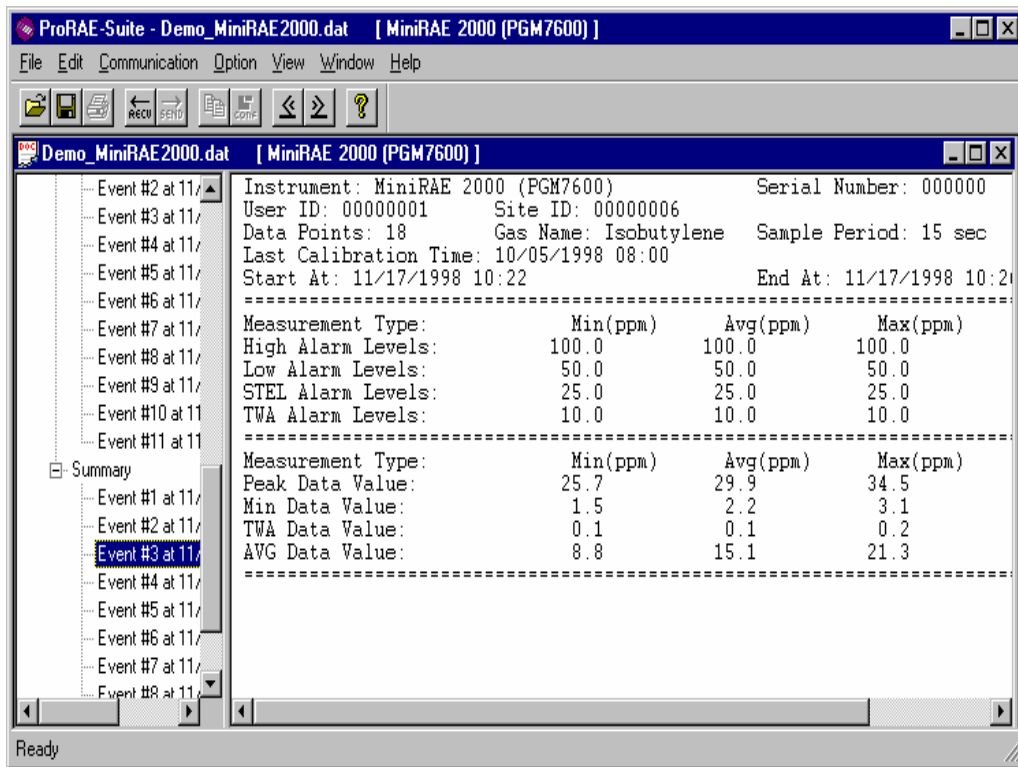 ProRAE-Suite - Demo_MiniRAE2000.dat [ MiniRAE 2000 (PGM7600) ]
File Edit Communication Option View Window Help
RECU SEND CONF
Demo_MiniRAE2000.dat [ MiniRAE 2000 (PGM7600) ]
Event #2 at 11/
Event #3 at 11/
Event #4 at 11/
Event #5 at 11/
Event #6 at 11/
Event #7 at 11/
Event #8 at 11/
Event #9 at 11/
Event #10 at 11
Event #11 at 11
Summary
Event #1 at 11/
Event #2 at 11/
Event #3 at 11/
Event #4 at 11/
Event #5 at 11/
Event #6 at 11/
Event #7 at 11/
Event #8 at 11/
Instrument: MiniRAE 2000 (PGM7600) Serial Number: 000000
User ID: 00000001 Site ID: 00000006
Data Points: 18 Gas Name: Isobutylene Sample Period: 15 sec
Last Calibration Time: 10/05/1998 08:00
Start At: 11/17/1998 10:22 End At: 11/17/1998 10:2
Measurement Type: Min(ppm) Avg(ppm) Max(ppm)
High Alarm Levels: 100.0 100.0 100.0
Low Alarm Levels: 50.0 50.0 50.0
STEL Alarm Levels: 25.0 25.0 25.0
TWA Alarm Levels: 10.0 10.0 10.0
Measurement Type: Min(ppm) Avg(ppm) Max(ppm)
Peak Data Value: 25.7 29.9 34.5
Min Data Value: 1.5 2.2 3.1
TWA Data Value: 0.1 0.1 0.2
AVG Data Value: 8.8 15.1 21.3
Ready